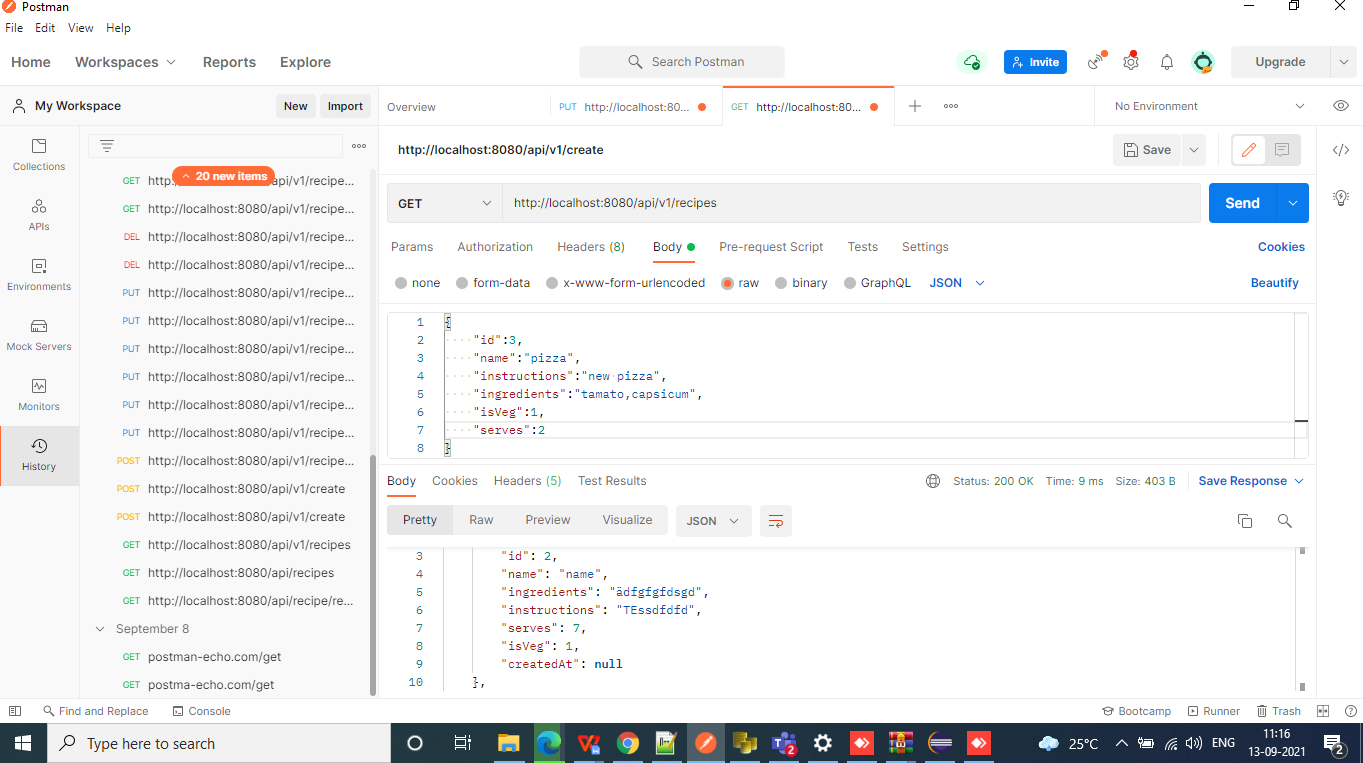 Postman
File Edit View Help
Home Workspaces Reports Explore Search Postman Invite Upgrade
My Workspace New Import Overview PUT http://localhost:80... GET http://localhost:80... No Environment
Collections
APIs
Environments
Mock Servers
Monitors
History
20 new items
GET http: api/v1/recipe...
GET http://localhost:8080/api/v1/recipe...
DEL http://localhost:8080/api/v1/recipe...
DEL http://localhost:8080/api/v1/recipe...
PUT http://localhost:8080/api/v1/recipe...
PUT http://localhost:8080/api/v1/recipe...
PUT http://localhost:8080/api/v1/recipe...
PUT http://localhost:8080/api/v1/recipe...
PUT http://localhost:8080/api/v1/recipe...
PUT http://localhost:8080/api/v1/recipe...
POST http://localhost:8080/api/v1/recipe...
POST http://localhost:8080/api/v1/create
POST http://localhost:8080/api/v1/create
GET http://localhost:8080/api/v1/recipes
GET http://localhost:8080/api/recipes
GET http://localhost:8080/api/recipe/re...
September 8
GET postman-echo.com/get
GET postma-echo.com/get
http://localhost:8080/api/v1/create Save
GET http://localhost:8080/api/v1/recipes Send
Params Authorization Headers (8) Body Pre-request Script Tests Settings Cookies
none form-data x-www-form-urlencoded raw binary GraphQL JSON Beautify
1 {
2 "id":3,
3 "name":"pizza",
4 "instructions":"new pizza",
5 "ingredients":"tamato,capsicum",
6 "isVeg":1,
7 "serves":2
8 }
Body Cookies Headers (5) Test Results Status: 200 OK Time: 9 ms Size: 403 B Save Response
Pretty Raw Preview Visualize JSON
3 "id": 2,
4 "name": "name",
5 "ingredients": "ädfgfgfdsgd",
6 "instructions": "TEssdfdfd",
7 "serves": 7,
8 "isVeg": 1,
9 "createdAt": null
10 },
Find and Replace Console Bootcamp Runner Trash
Type here to search 2 25°C ENG 11:16 2
13-09-2021